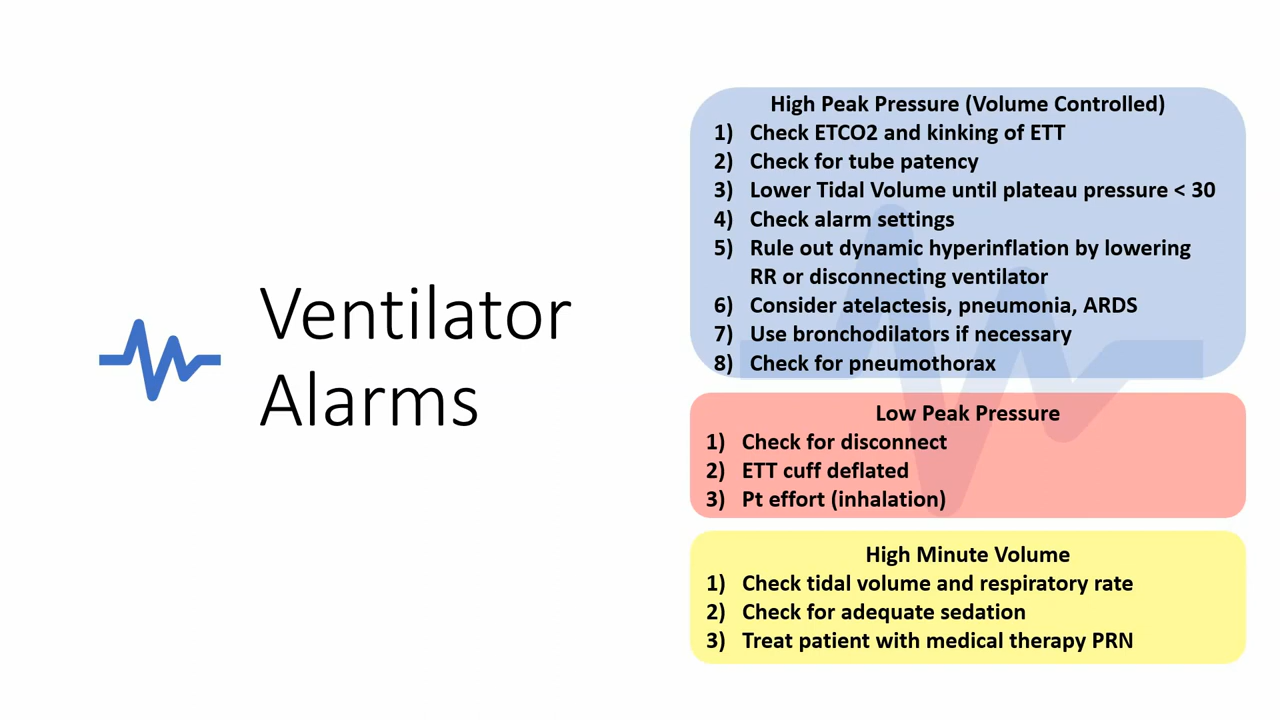 Ventilator
Alarms
High Peak Pressure (Volume Controlled)
1) Check ETCO2 and kinking of ETT
2) Check for tube patency
3) Lower Tidal Volume until plateau pressure < 30
4) Check alarm settings
5) Rule out dynamic hyperinflation by lowering
RR or disconnecting ventilator
6) Consider atelactesis, pneumonia, ARDS
7) Use bronchodilators if necessary
8) Check for pneumothorax
Low Peak Pressure
1) Check for disconnect
2) ETT cuff deflated
3) Pt effort (inhalation)
High Minute Volume
1) Check tidal volume and respiratory rate
2) Check for adequate sedation
3) Treat patient with medical therapy PRN